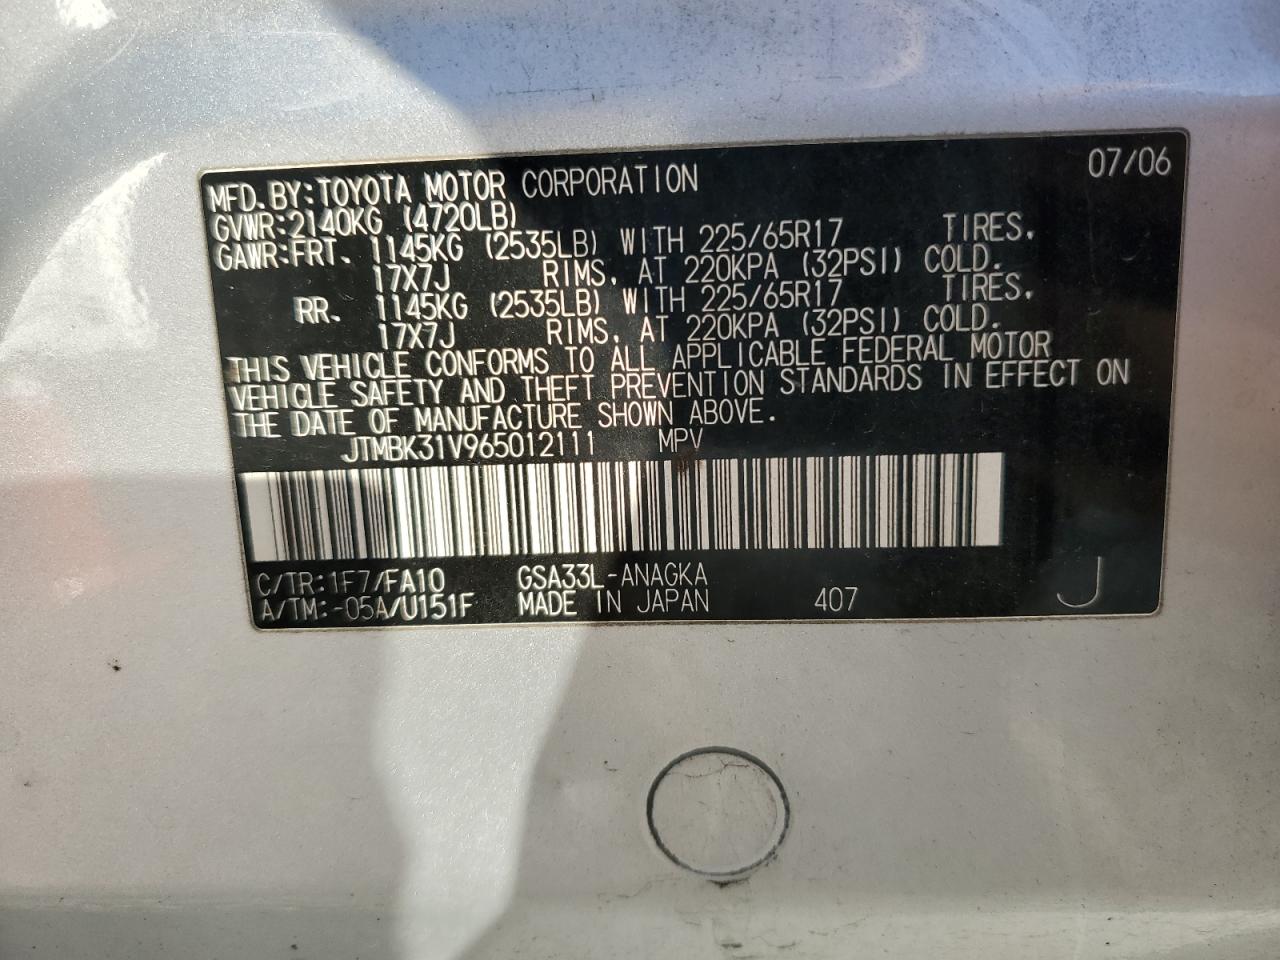 07/06
MFD.BY:TOYOTA MOTOR CORPORATION
GVWR:2140KG (4720LB)
GAWR:FRT. 1145KG (2535LB) WITH 225/65R17 TIRES,
17X7J RIMS, AT 220KPA (32PSI) COLD.
RR. 1145KG (2535LB) WITH 225/65R17 TIRES,
17X7J RIMS, AT 220KPA (32PSI) COLD.
THIS VEHICLE CONFORMS TO ALL APPLICABLE FEDERAL MOTOR
VEHICLE SAFETY AND THEFT PREVENTION STANDARDS IN EFFECT ON
THE DATE OF MANUFACTURE SHOWN ABOVE.
JTMBK31V965012111 MPV
C/TR:1F7/FA10 GSA33L-ANAGKA
A/TM:-05A/U151F MADE IN JAPAN 407 J